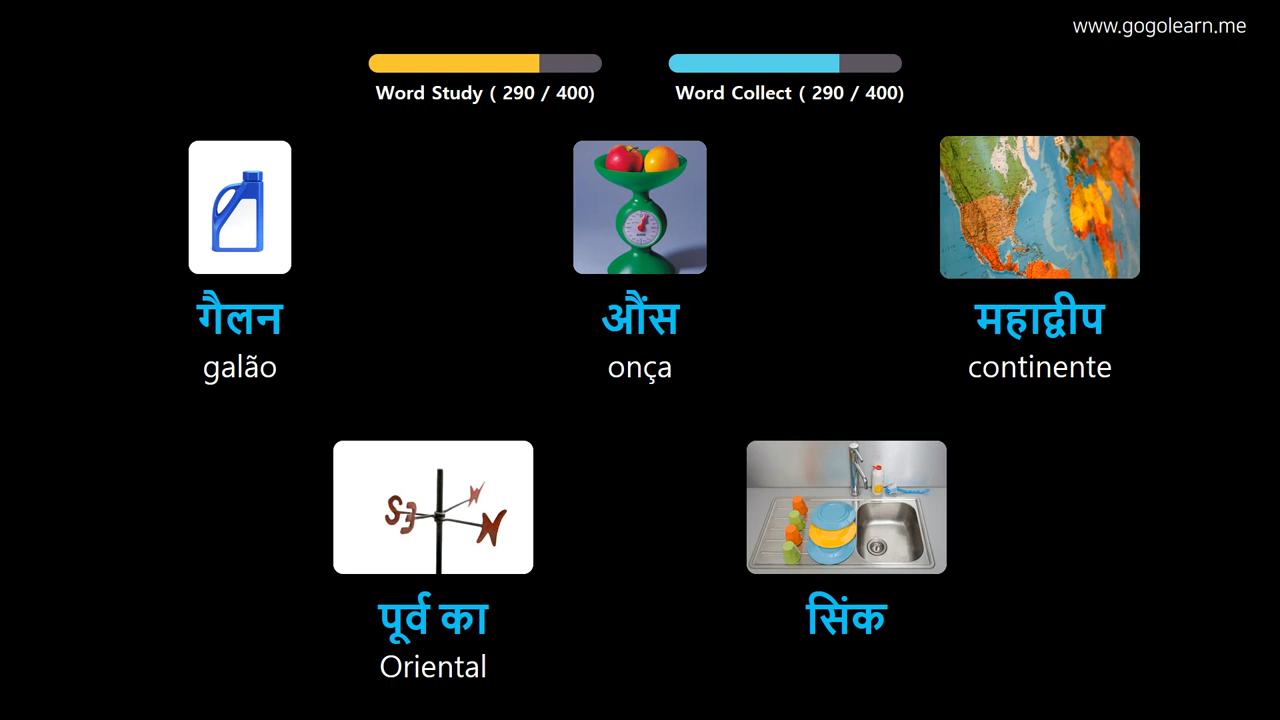 www.gogolearn.me
Word Study ( 290 / 400)
Word Collect ( 290 / 400)
गैलन
galão
औंस
onça
महाद्वीप
continente
पूर्व का
Oriental
सिंक